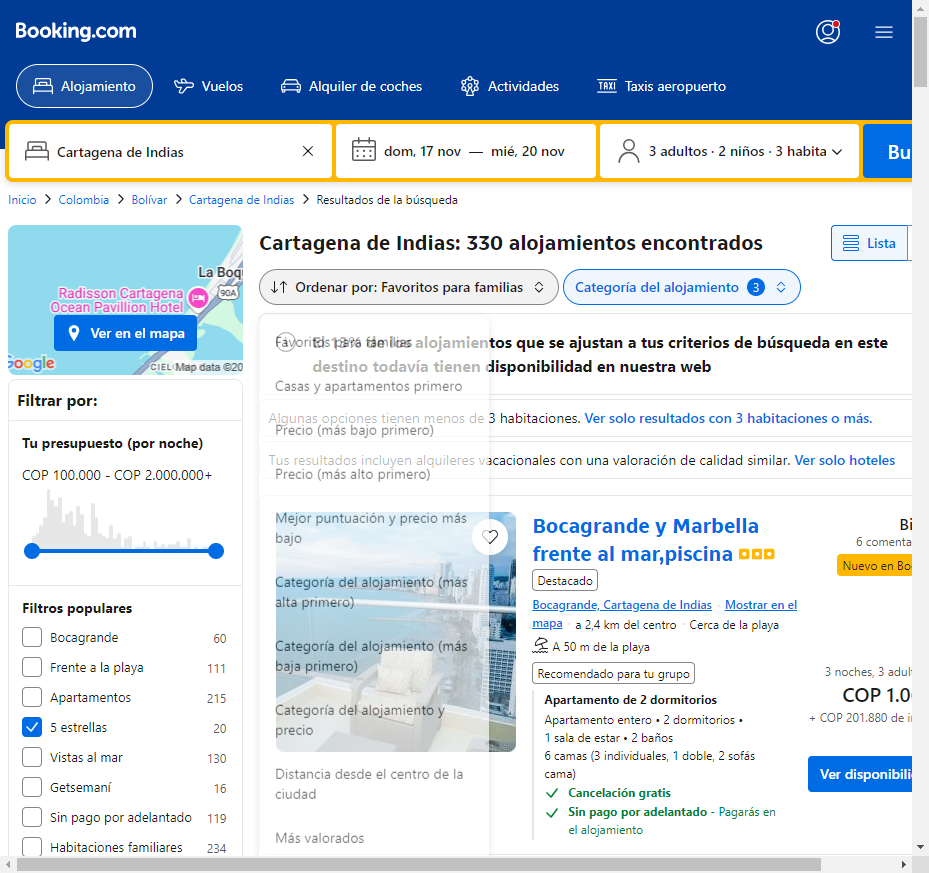 Booking.com
Alojamiento
Vuelos
Alquiler de coches
Actividades
TAXI Taxis aeropuerto
Cartagena de Indias
dom, 17 nov — mié, 20 nov
3 adultos · 2 niños · 3 habita
Bu
Inicio > Colombia > Bolívar > Cartagena de Indias > Resultados de la búsqueda
La Boqu
90A
Radisson Cartagena
Ocean Pavillion Hotel
Ver en el mapa
Google
Map data ©20
Cartagena de Indias: 330 alojamientos encontrados
Lista
Ordenar por: Favoritos para familias
Categoría del alojamiento 3
Filtrar por:
Tu presupuesto (por noche)
COP 100.000 - COP 2.000.000+
Filtros populares
Bocagrande 60
Frente a la playa 111
Apartamentos 215
5 estrellas 20
Vistas al mar 130
Getsemaní 16
Sin pago por adelantado 119
Habitaciones familiares 234
Favoritos para familias
Casas y apartamentos primero
Precio (más bajo primero)
Precio (más alto primero)
Mejor puntuación y precio más
bajo
Categoría del alojamiento (más
alta primero)
Categoría del alojamiento (más
baja primero)
Categoría del alojamiento y
precio
Distancia desde el centro de la
ciudad
Más valorados
13% de los alojamientos que se ajustan a tus criterios de búsqueda en este
destino todavía tienen disponibilidad en nuestra web
Algunas opciones tienen menos de 3 habitaciones. Ver solo resultados con 3 habitaciones o más.
Tus resultados incluyen alquileres vacacionales con una valoración de calidad similar. Ver solo hoteles
Bocagrande y Marbella
frente al mar,piscina
Destacado
Bocagrande, Cartagena de Indias · Mostrar en el
mapa · a 2,4 km del centro · Cerca de la playa
A 50 m de la playa
Recomendado para tu grupo
Apartamento de 2 dormitorios
Apartamento entero • 2 dormitorios •
1 sala de estar • 2 baños
6 camas (3 individuales, 1 doble, 2 sofás
cama)
Cancelación gratis
Sin pago por adelantado - Pagarás en
el alojamiento
Bi
6 comenta
Nuevo en Boo
3 noches, 3 adult
COP 1.0
+ COP 201.880 de i
Ver disponibili